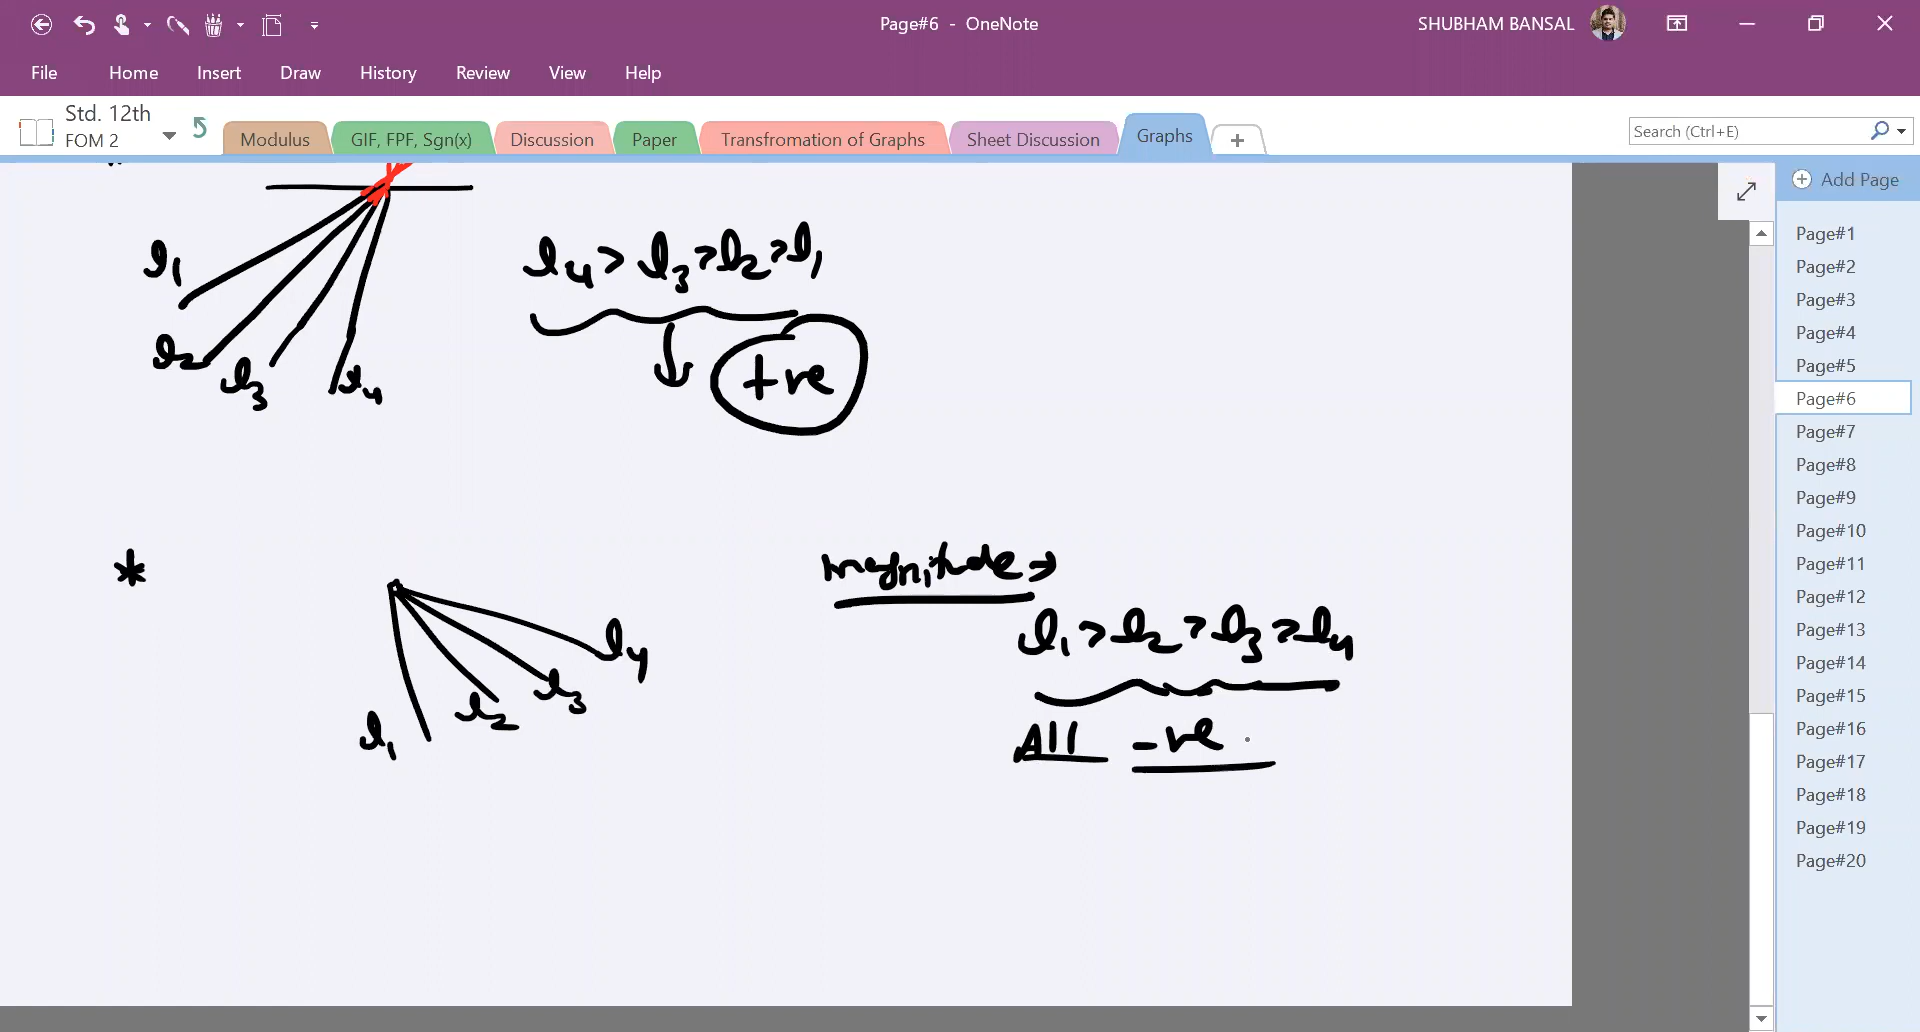 Page#6 - OneNote
SHUBHAM BANSAL
File Home Insert Draw History Review View Help
Std. 12th
FOM 2
Modulus GIF, FPF, Sgn(x) Discussion Paper Transfromation of Graphs Sheet Discussion Graphs +
Search (Ctrl+E)
Add Page
Page#1
Page#2
Page#3
Page#4
Page#5
Page#6
Page#7
Page#8
Page#9
Page#10
Page#11
Page#12
Page#13
Page#14
Page#15
Page#16
Page#17
Page#18
Page#19
Page#20
l1
l2
l3
l4
l4 > l3 > l2 > l1
+ve
*
l1
l2
l3
l4
magnitude →
l1 > l2 > l3 > l4
All -ve